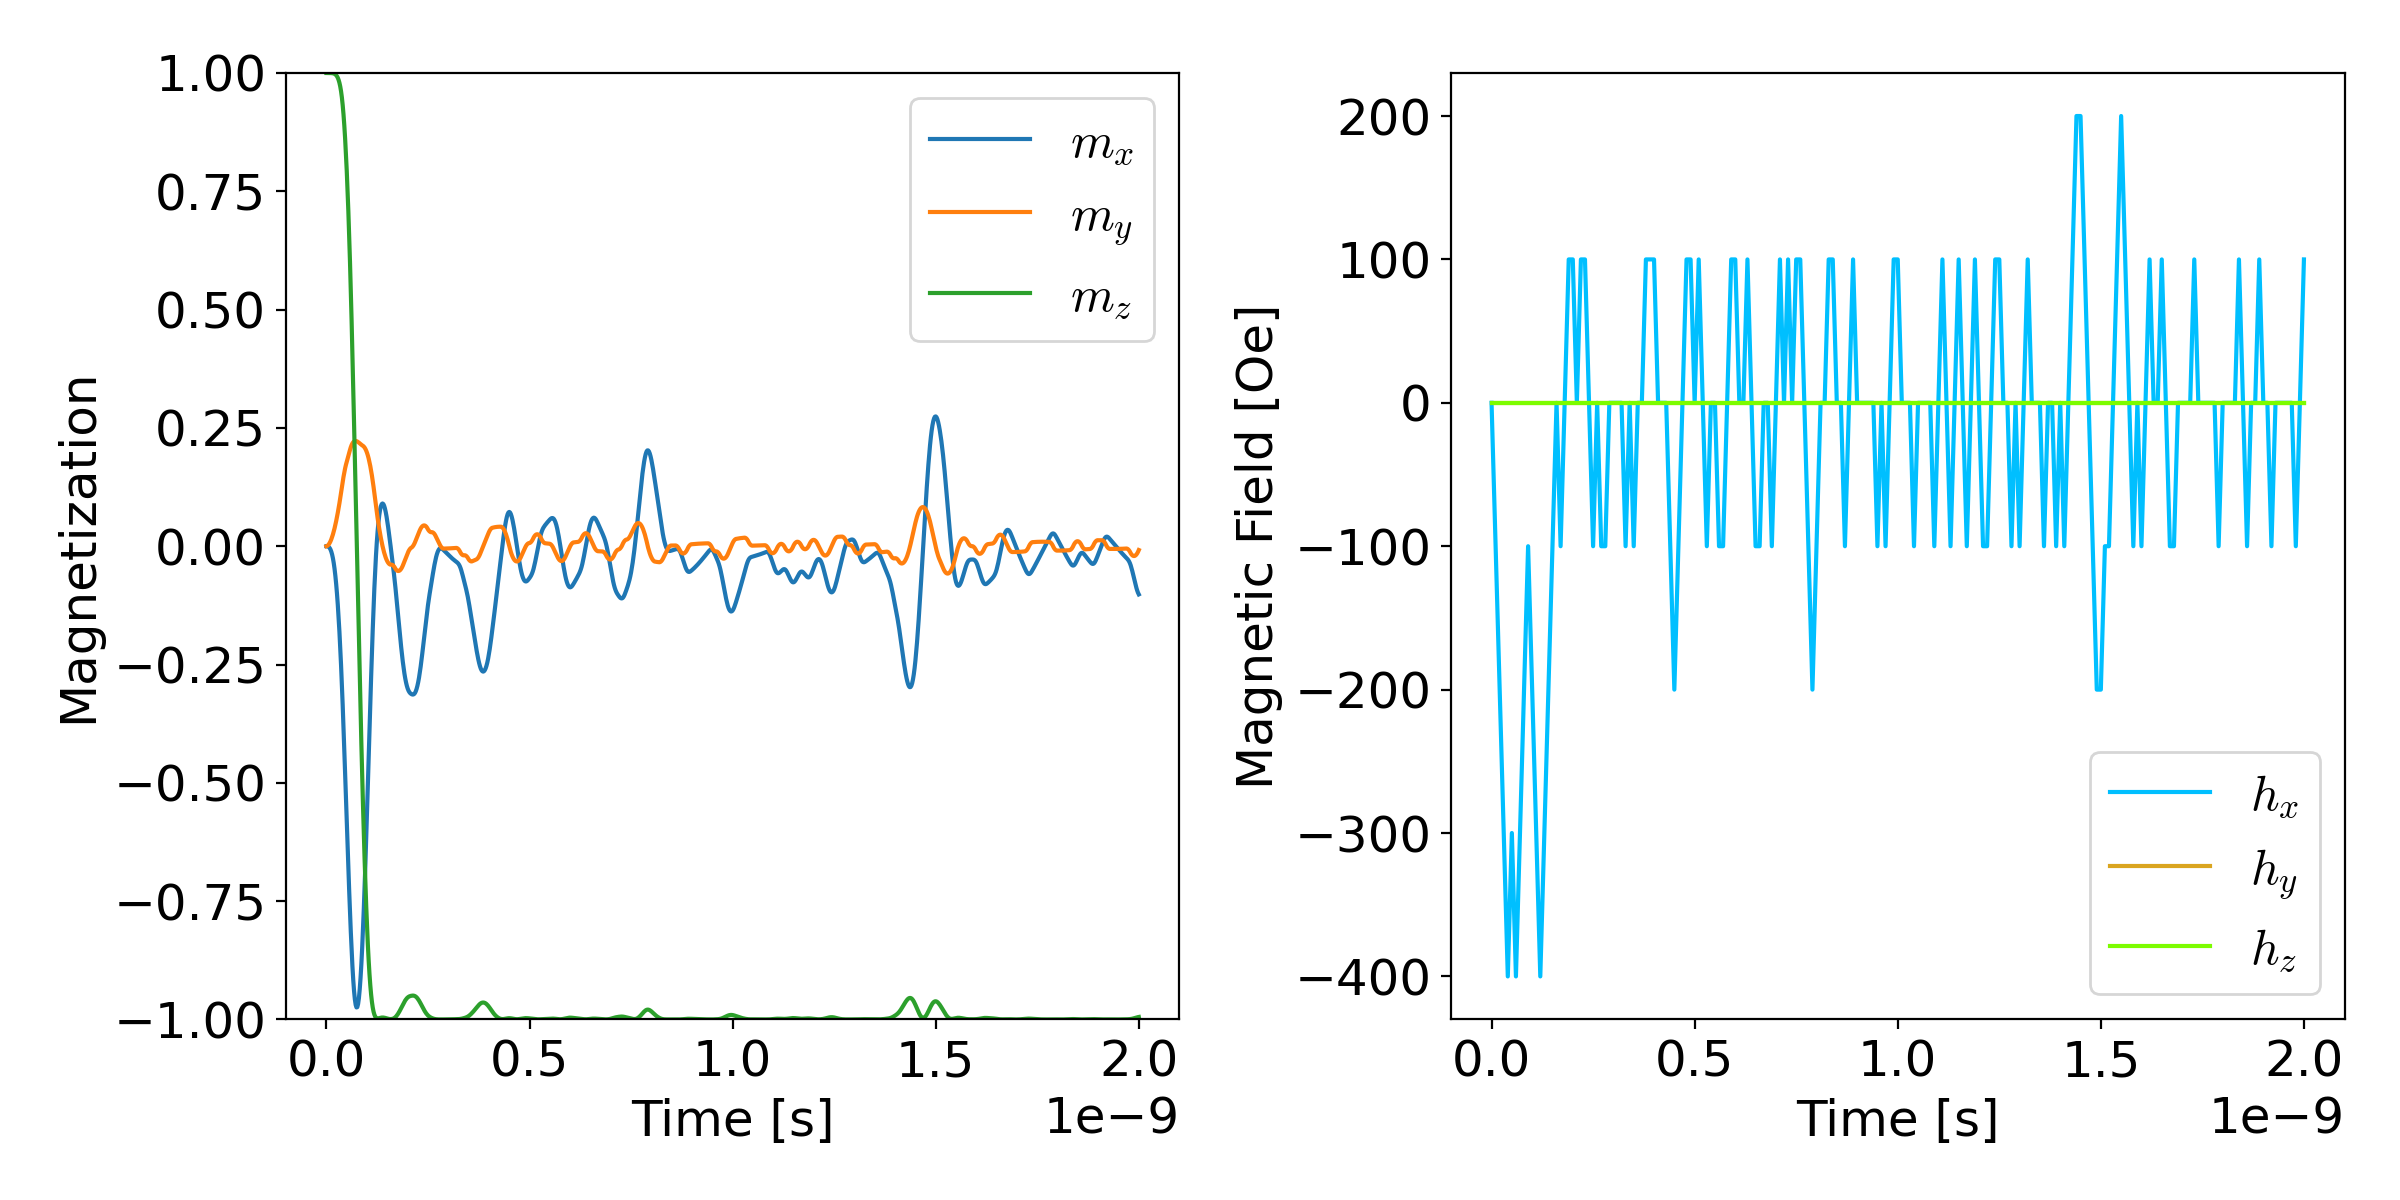 1.00
0.75
0.50
0.25
0.00
−0.25
−0.50
−0.75
−1.00
Magnetization
0.0 0.5 1.0 1.5 2.0
Time [s]
1e−9
m_x
m_y
m_z
200
100
0
−100
−200
−300
−400
Magnetic Field [Oe]
0.0 0.5 1.0 1.5 2.0
Time [s]
1e−9
h_x
h_y
h_z